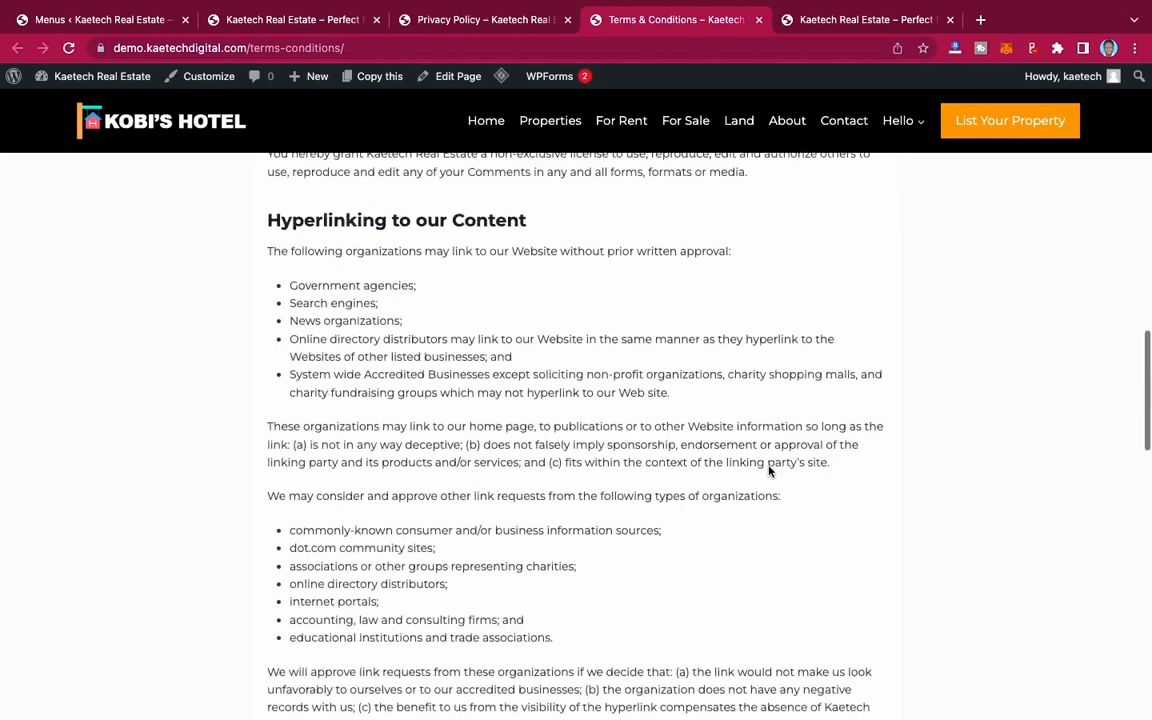 Menus ‹ Kaetech Real Estate –
Kaetech Real Estate – Perfect
Privacy Policy – Kaetech Real E
Terms & Conditions – Kaetech
Kaetech Real Estate – Perfect
demo.kaetechdigital.com/terms-conditions/
Kaetech Real Estate Customize 0 New Copy this Edit Page WPForms 2 Howdy, kaetech
KOBI'S HOTEL
Home Properties For Rent For Sale Land About Contact Hello List Your Property
You hereby grant Kaetech Real Estate a non-exclusive license to use, reproduce, edit and authorize others to
use, reproduce and edit any of your Comments in any and all forms, formats or media.
Hyperlinking to our Content
The following organizations may link to our Website without prior written approval:
• Government agencies;
• Search engines;
• News organizations;
• Online directory distributors may link to our Website in the same manner as they hyperlink to the
Websites of other listed businesses; and
• System wide Accredited Businesses except soliciting non-profit organizations, charity shopping malls, and
charity fundraising groups which may not hyperlink to our Web site.
These organizations may link to our home page, to publications or to other Website information so long as the
link: (a) is not in any way deceptive; (b) does not falsely imply sponsorship, endorsement or approval of the
linking party and its products and/or services; and (c) fits within the context of the linking party's site.
We may consider and approve other link requests from the following types of organizations:
• commonly-known consumer and/or business information sources;
• dot.com community sites;
• associations or other groups representing charities;
• online directory distributors;
• internet portals;
• accounting, law and consulting firms; and
• educational institutions and trade associations.
We will approve link requests from these organizations if we decide that: (a) the link would not make us look
unfavorably to ourselves or to our accredited businesses; (b) the organization does not have any negative
records with us; (c) the benefit to us from the visibility of the hyperlink compensates the absence of Kaetech